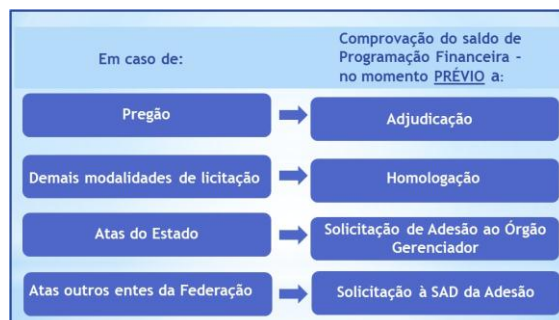 Em caso de:
Comprovação do saldo de
Programação Financeira -
no momento PRÉVIO a:
Pregão
Adjudicação
Demais modalidades de licitação
Homologação
Atas do Estado
Solicitação de Adesão ao Órgão
Gerenciador
Atas outros entes da Federação
Solicitação à SAD da Adesão